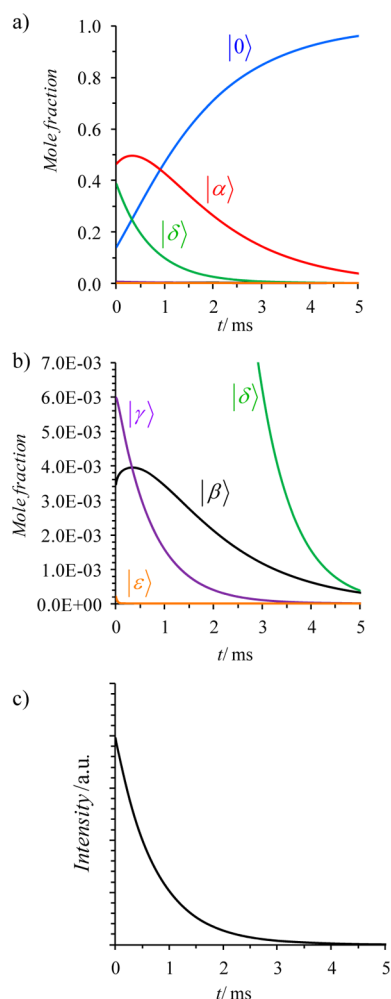 a)
1.0
0.8
0.6
0.4
0.2
0.0
Mole fraction
|0⟩
|α⟩
|δ⟩
0 1 2 3 4 5
t/ ms
b)
7.0E-03
6.0E-03
5.0E-03
4.0E-03
3.0E-03
2.0E-03
1.0E-03
0.0E+00
Mole fraction
|γ⟩
|δ⟩
|β⟩
|ε⟩
0 1 2 3 4 5
t/ ms
c)
Intensity/a.u.
0 1 2 3 4 5
t/ ms